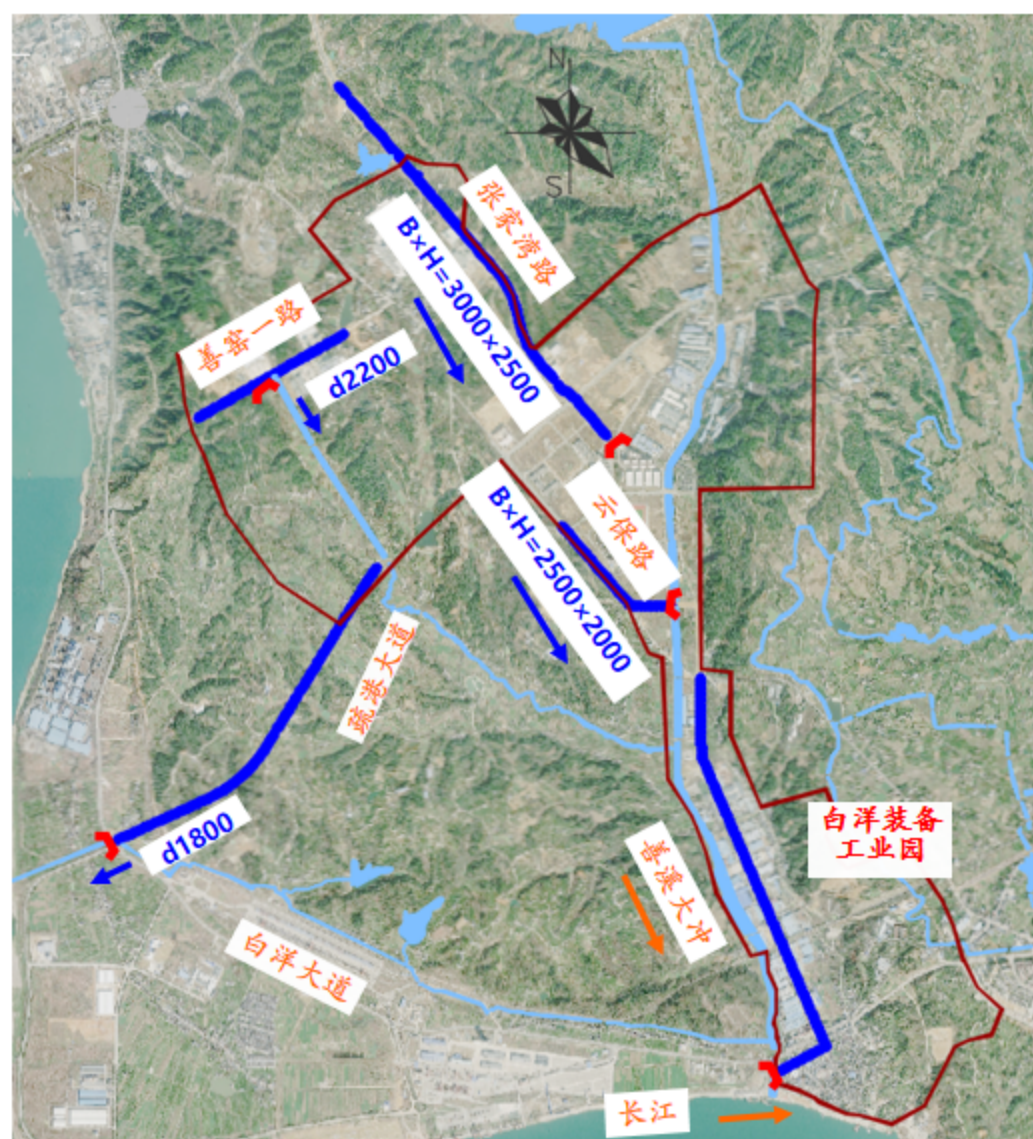 N
S
张家湾路
B×H=3000×2500
善窑一路
d2200
云保路
B×H=2500×2000
疏港大道
d1800
白洋装备
工业园
善溪大冲
白洋大道
长江